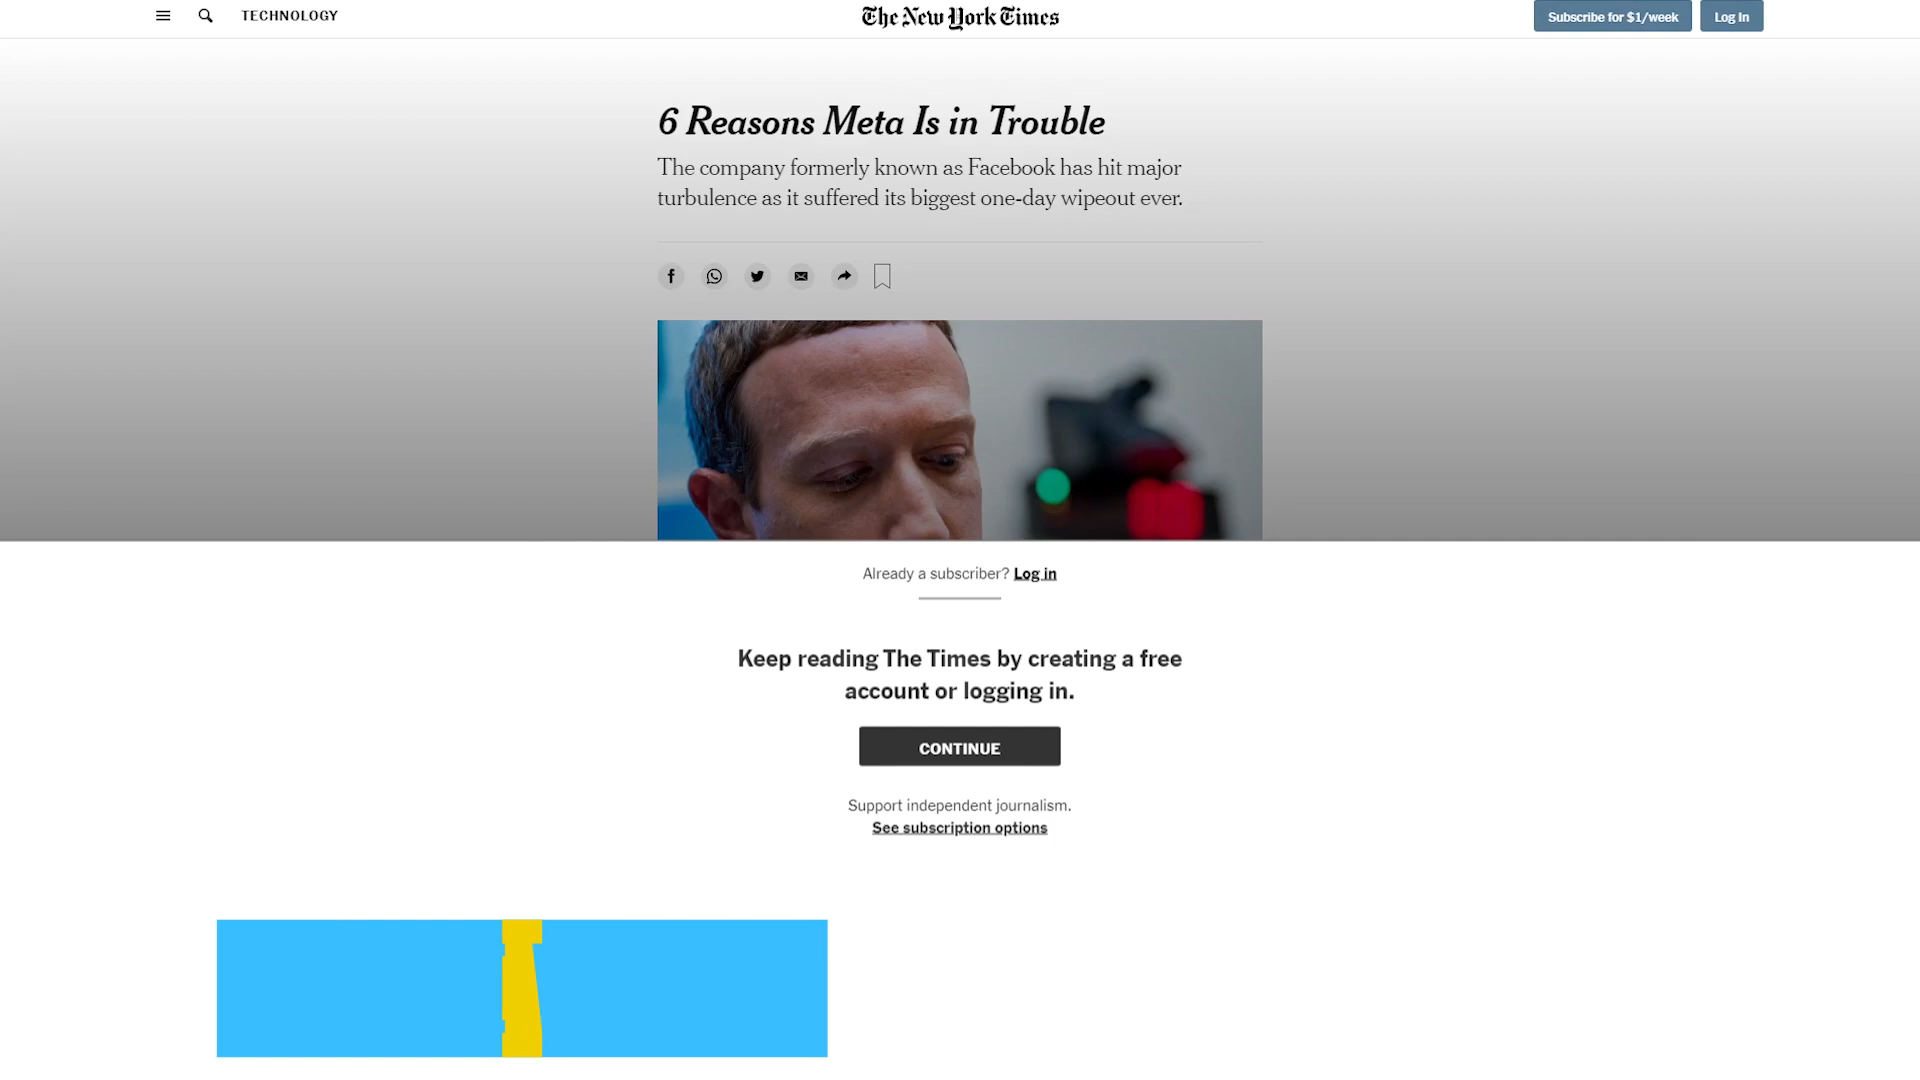 TECHNOLOGY
The New York Times
Subscribe for $1/week
Log In
6 Reasons Meta Is in Trouble
The company formerly known as Facebook has hit major
turbulence as it suffered its biggest one-day wipeout ever.
Already a subscriber? Log in
Keep reading The Times by creating a free
account or logging in.
CONTINUE
Support independent journalism.
See subscription options